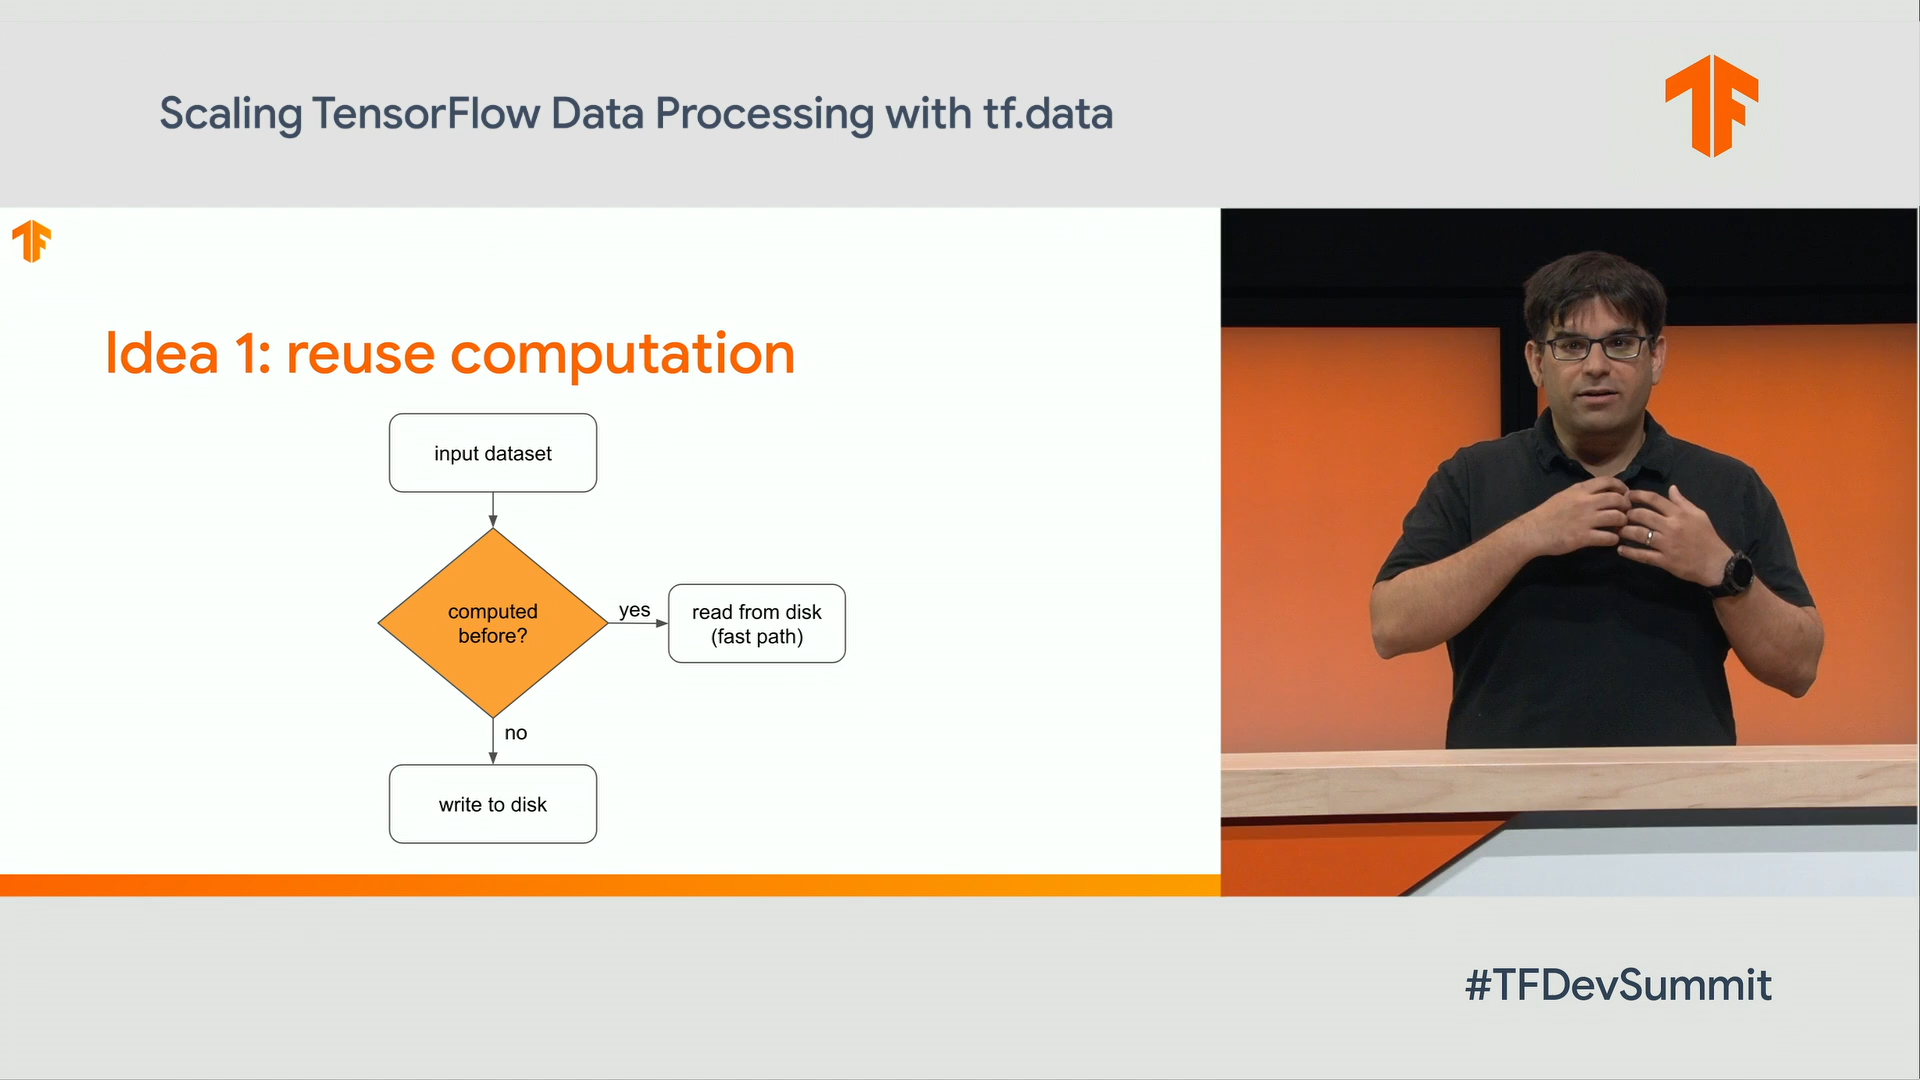 Scaling TensorFlow Data Processing with tf.data
Idea 1: reuse computation
input dataset
computed
before?
yes
read from disk
(fast path)
no
write to disk
#TFDevSummit